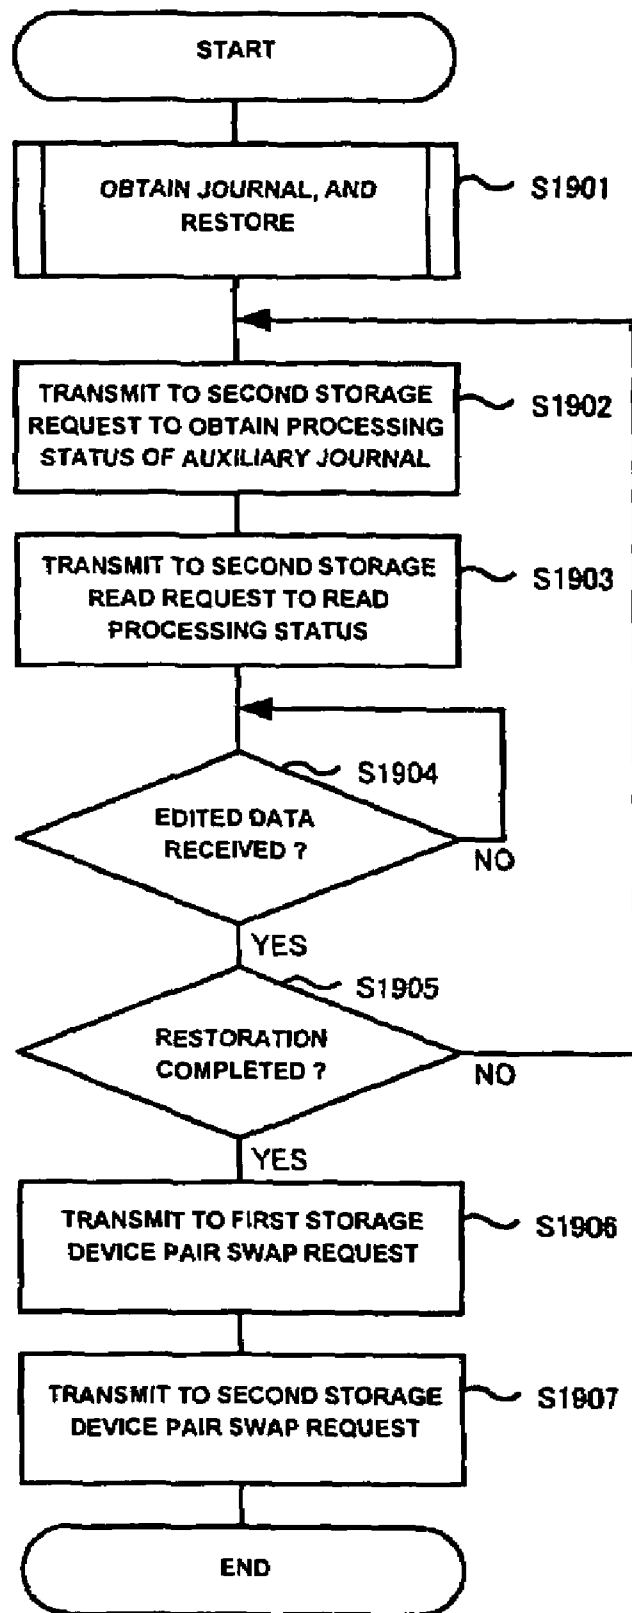 START
OBTAIN JOURNAL, AND
RESTORE
S1901
TRANSMIT TO SECOND STORAGE
REQUEST TO OBTAIN PROCESSING
STATUS OF AUXILIARY JOURNAL
S1902
TRANSMIT TO SECOND STORAGE
READ REQUEST TO READ
PROCESSING STATUS
S1903
S1904
EDITED DATA
RECEIVED ?
NO
YES
S1905
RESTORATION
COMPLETED ?
NO
YES
TRANSMIT TO FIRST STORAGE
DEVICE PAIR SWAP REQUEST
S1906
TRANSMIT TO SECOND STORAGE
DEVICE PAIR SWAP REQUEST
S1907
END